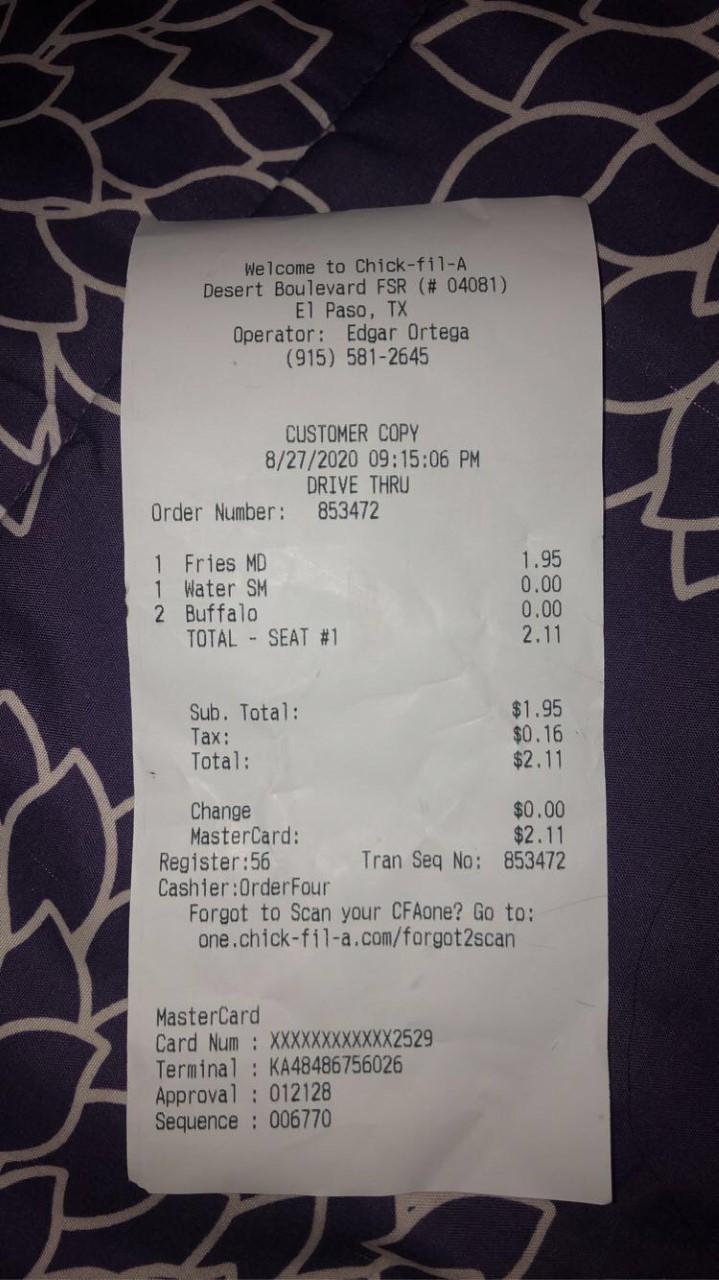 Welcome to Chick-fil-A
Desert Boulevard FSR (# 04081)
El Paso, TX
Operator: Edgar Ortega
(915) 581-2645
CUSTOMER COPY
8/27/2020 09:15:06 PM
DRIVE THRU
Order Number: 853472
1 Fries MD 1.95
1 Water SM 0.00
2 Buffalo 0.00
TOTAL - SEAT #1 2.11
Sub. Total: $1.95
Tax: $0.16
Total: $2.11
Change $0.00
MasterCard: $2.11
Register:56 Tran Seq No: 853472
Cashier:OrderFour
Forgot to Scan your CFAone? Go to:
one.chick-fil-a.com/forgot2scan
MasterCard
Card Num : XXXXXXXXXXXX2529
Terminal : KA48486756026
Approval : 012128
Sequence : 006770